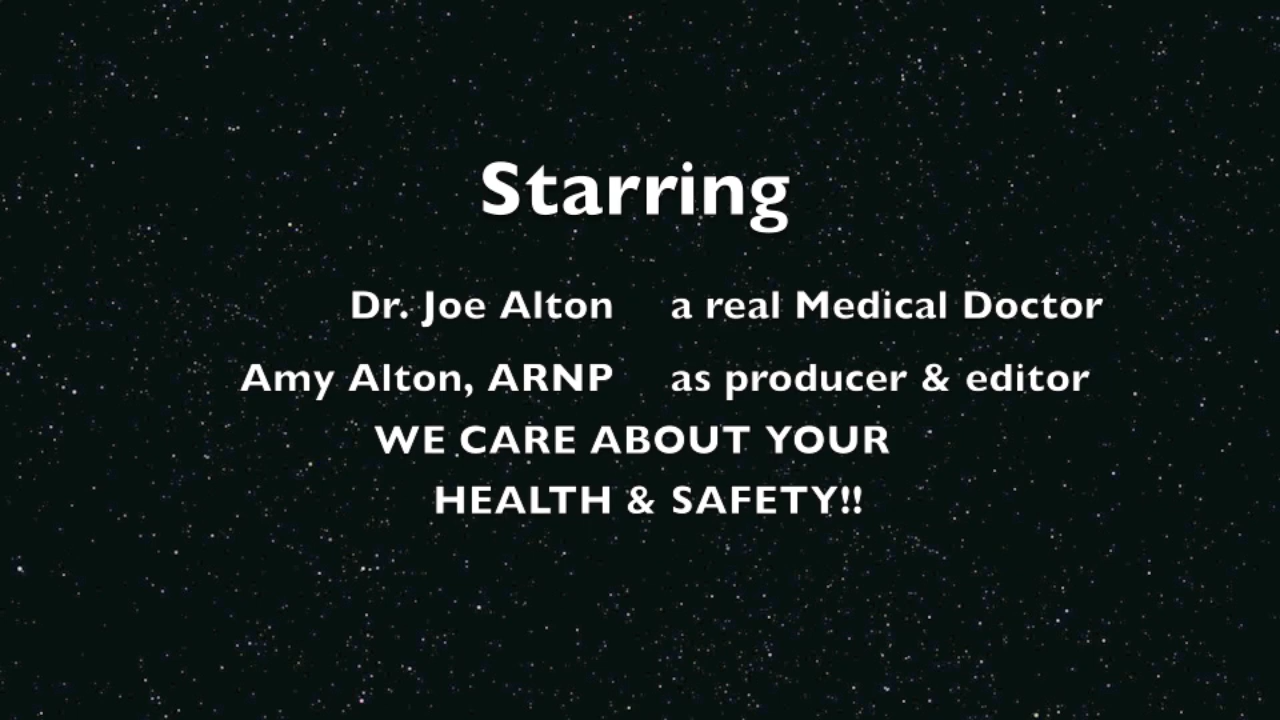 Starring
Dr. Joe Alton a real Medical Doctor
Amy Alton, ARNP as producer & editor
WE CARE ABOUT YOUR
HEALTH & SAFETY!!